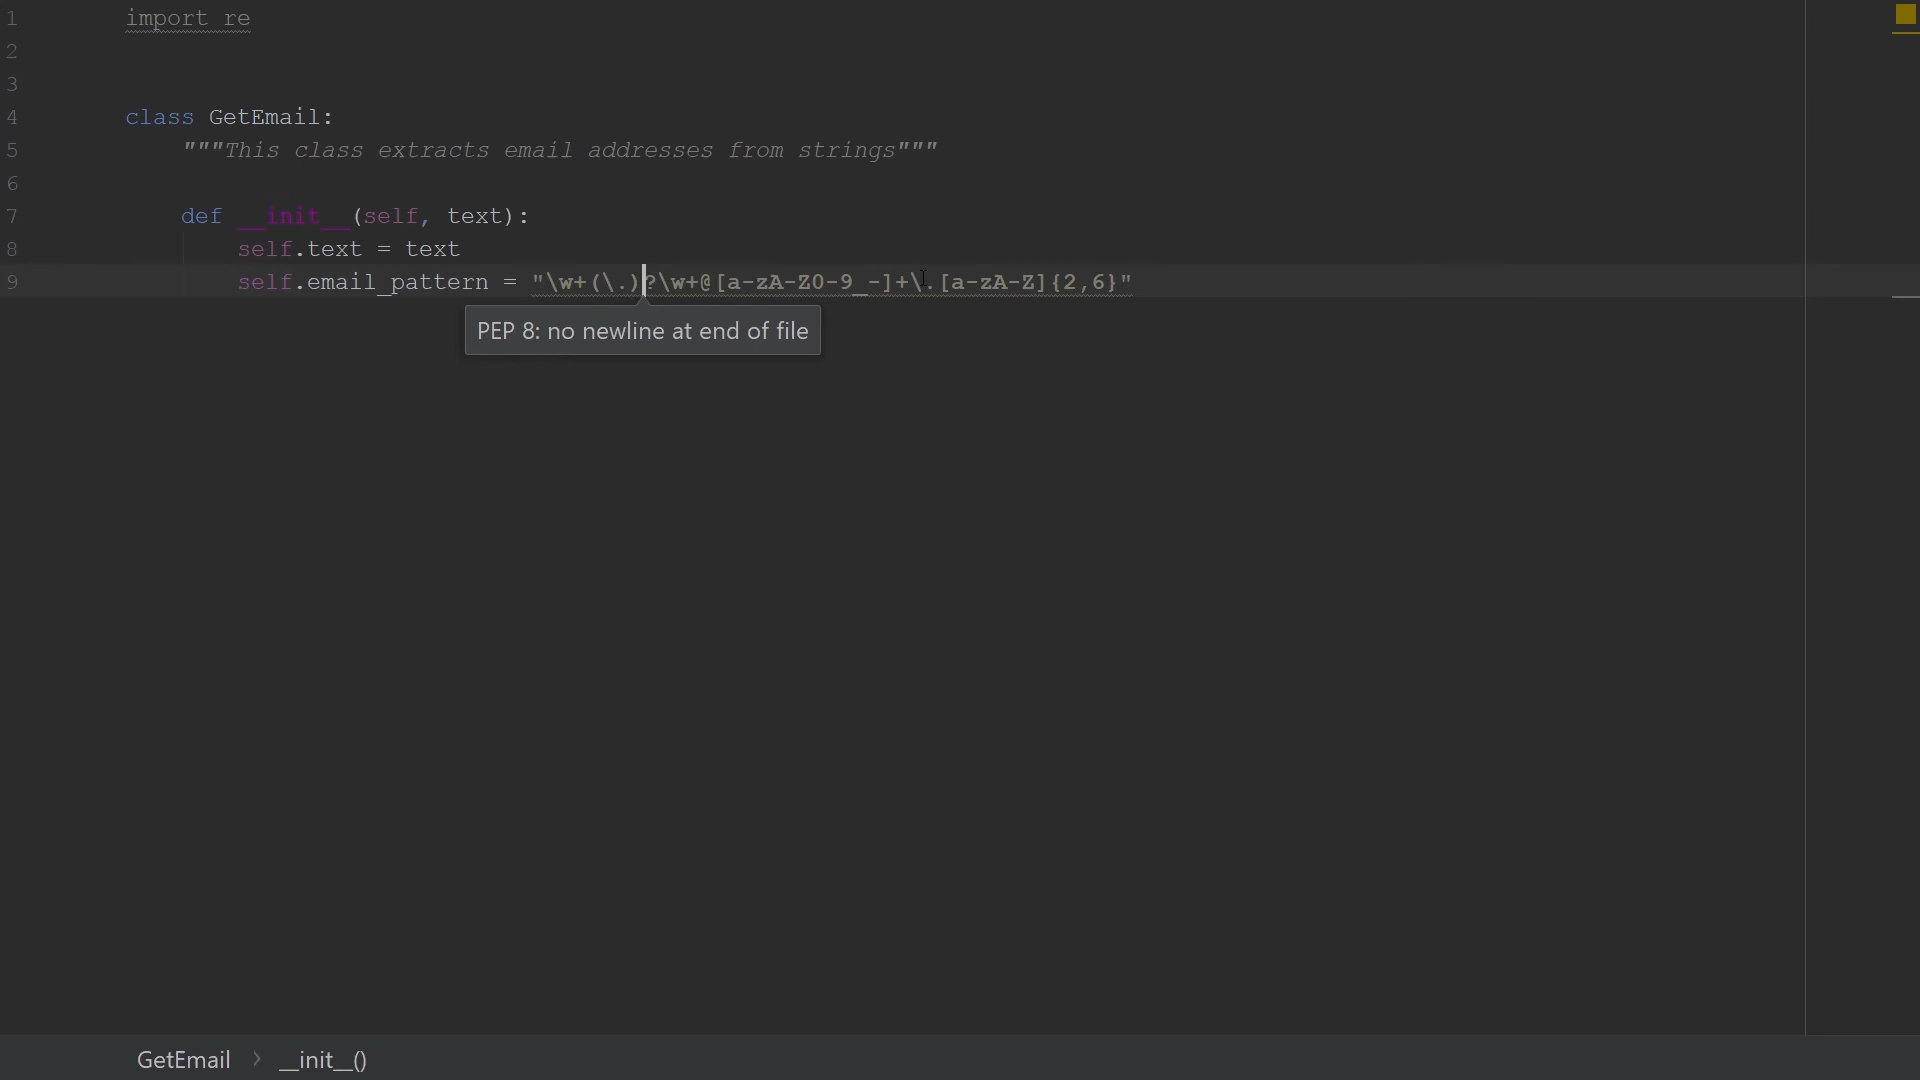 1 import re
2
3
4 class GetEmail:
5 """This class extracts email addresses from strings"""
6
7 def __init__(self, text):
8 self.text = text
9 self.email_pattern = "\w+(\.)?\w+@[a-zA-Z0-9_-]+\.[a-zA-Z]{2,6}"
PEP 8: no newline at end of file
GetEmail > __init__()